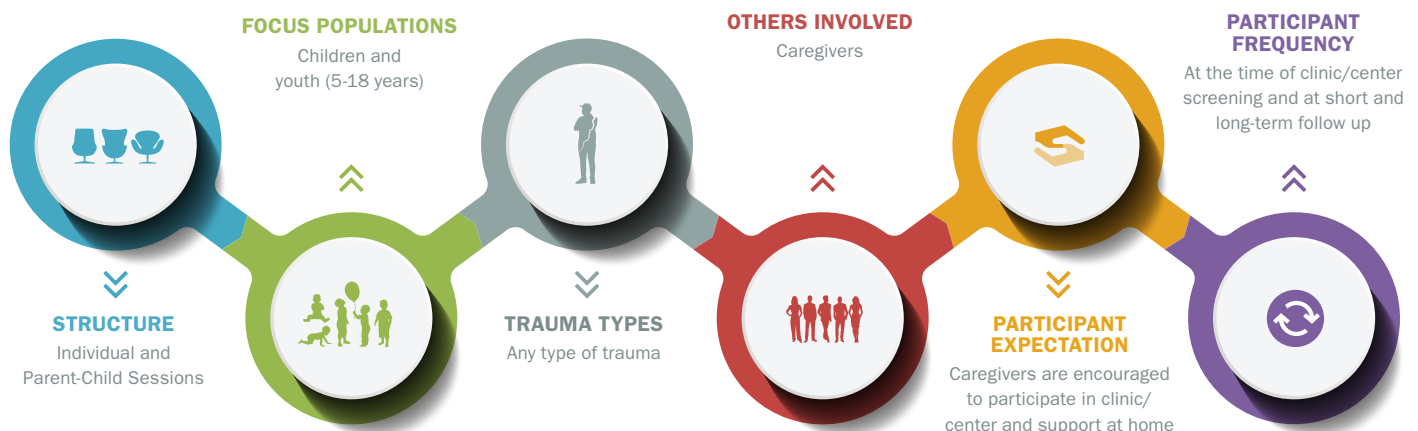 STRUCTURE
Individual and
Parent-Child Sessions
FOCUS POPULATIONS
Children and
youth (5-18 years)
TRAUMA TYPES
Any type of trauma
OTHERS INVOLVED
Caregivers
PARTICIPANT
EXPECTATION
Caregivers are encouraged
to participate in clinic/
center and support at home
PARTICIPANT
FREQUENCY
At the time of clinic/center
screening and at short and
long-term follow up